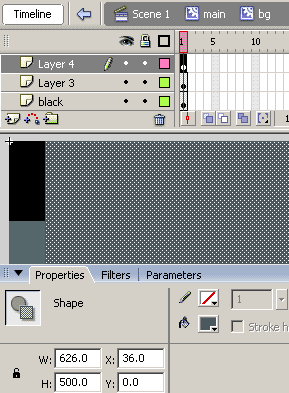 Timeline Scene 1 main bg
1 5 10
Layer 4
Layer 3
black
1
Properties Filters Parameters
Shape 1
Stroke h
W: 626.0 X: 36.0
H: 500.0 Y: 0.0